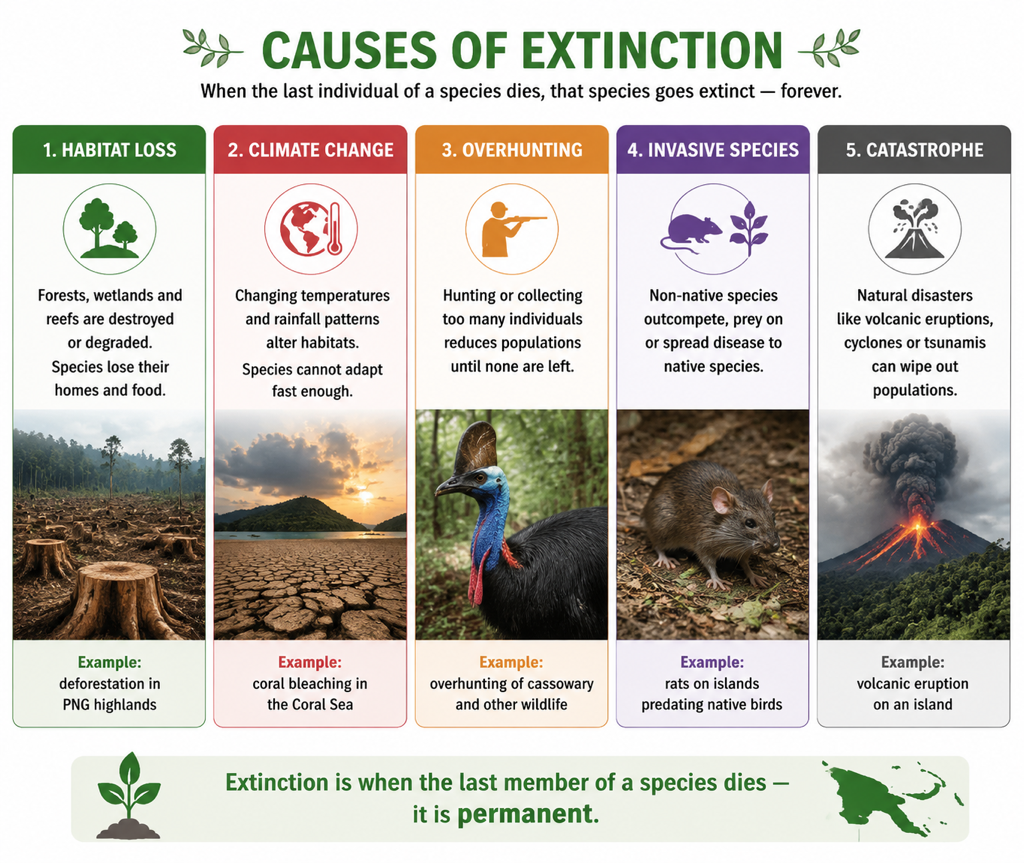 CAUSES OF EXTINCTION
When the last individual of a species dies, that species goes extinct — forever.
1. HABITAT LOSS
Forests, wetlands and
reefs are destroyed
or degraded.
Species lose their
homes and food.
Example:
deforestation in
PNG highlands
2. CLIMATE CHANGE
Changing temperatures
and rainfall patterns
alter habitats.
Species cannot adapt
fast enough.
Example:
coral bleaching in
the Coral Sea
3. OVERHUNTING
Hunting or collecting
too many individuals
reduces populations
until none are left.
Example:
overhunting of cassowary
and other wildlife
4. INVASIVE SPECIES
Non-native species
outcompete, prey on
or spread disease to
native species.
Example:
rats on islands
predating native birds
5. CATASTROPHE
Natural disasters
like volcanic eruptions,
cyclones or tsunamis
can wipe out
populations.
Example:
volcanic eruption
on an island
Extinction is when the last member of a species dies —
it is permanent.